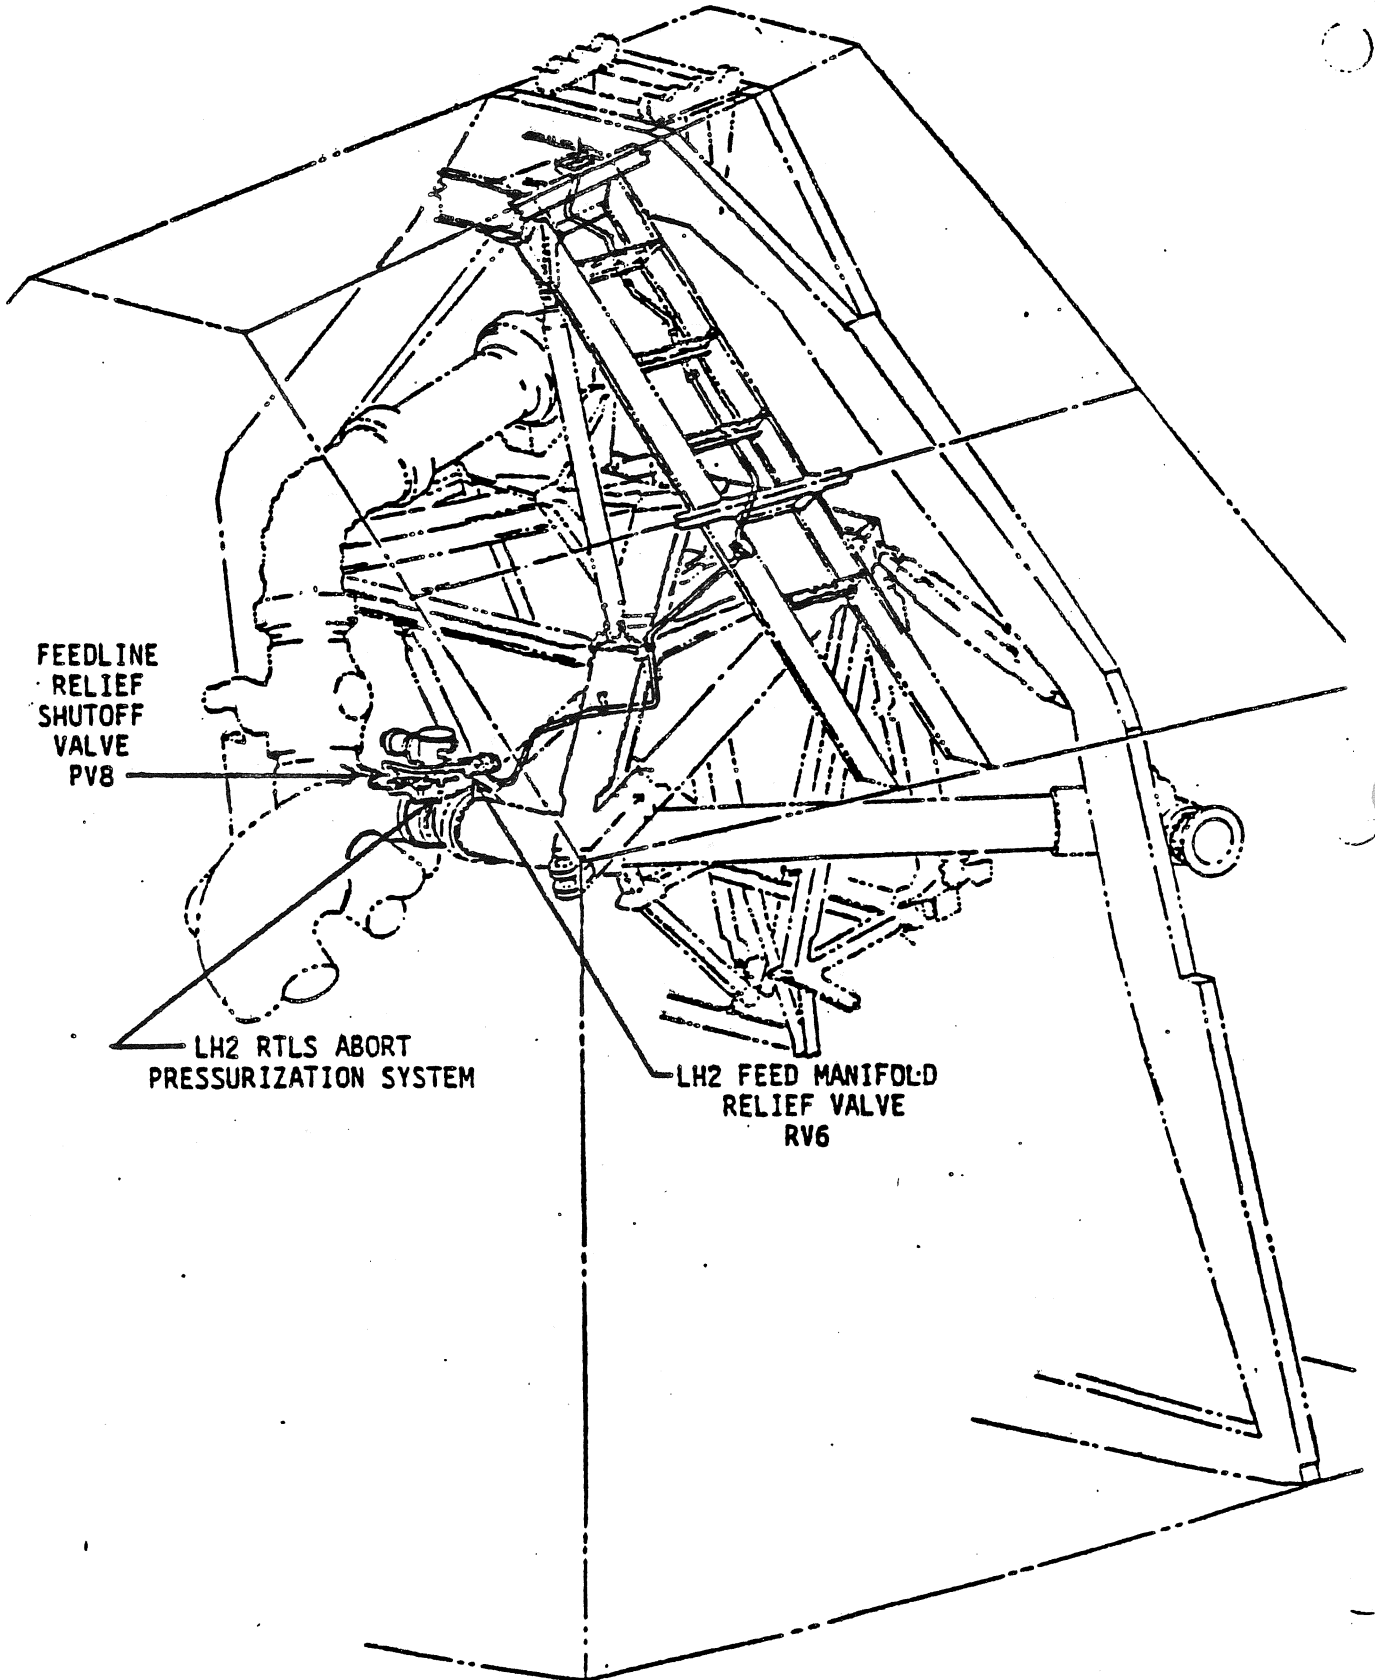 FEEDLINE
RELIEF
SHUTOFF
VALVE
PV8
LH2 RTLS ABORT
PRESSURIZATION SYSTEM
LH2 FEED MANIFOLD
RELIEF VALVE
RV6